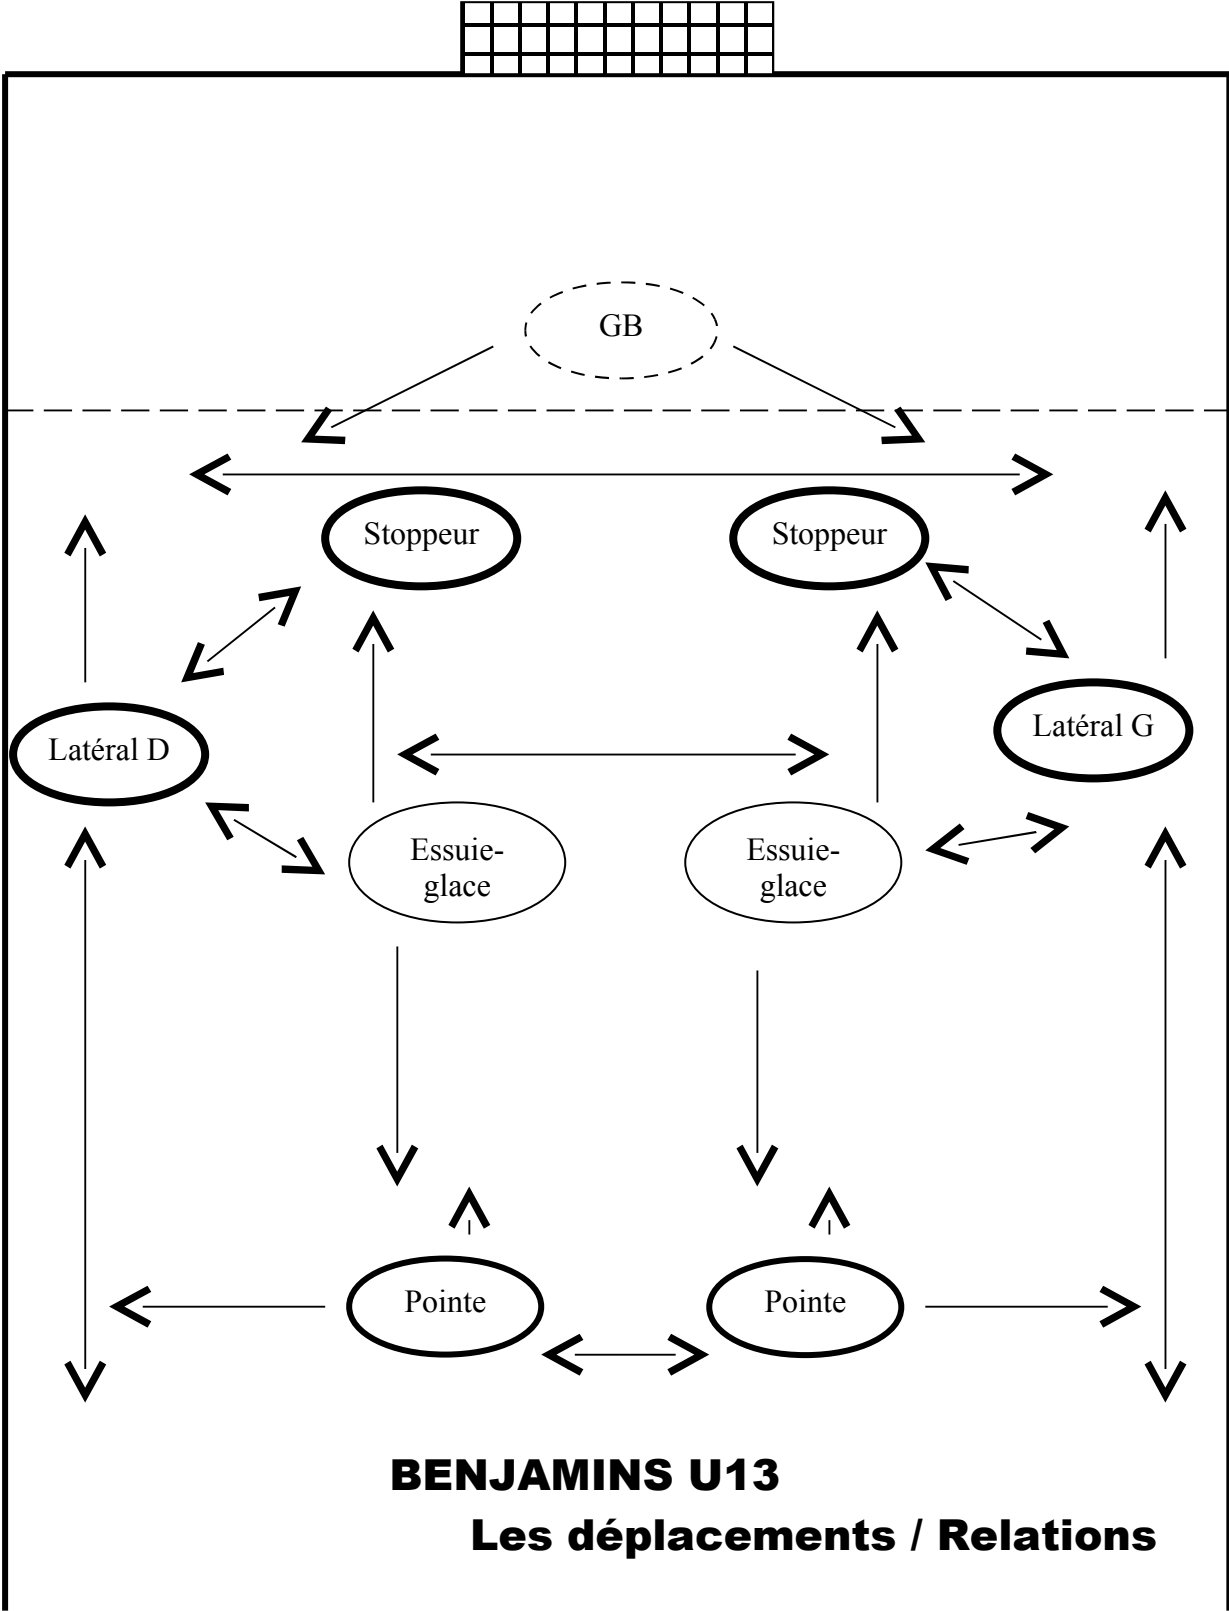 GB
Stoppeur
Stoppeur
Latéral D
Latéral G
Essuie-
glace
Essuie-
glace
Pointe
Pointe
BENJAMINS U13
Les déplacements / Relations